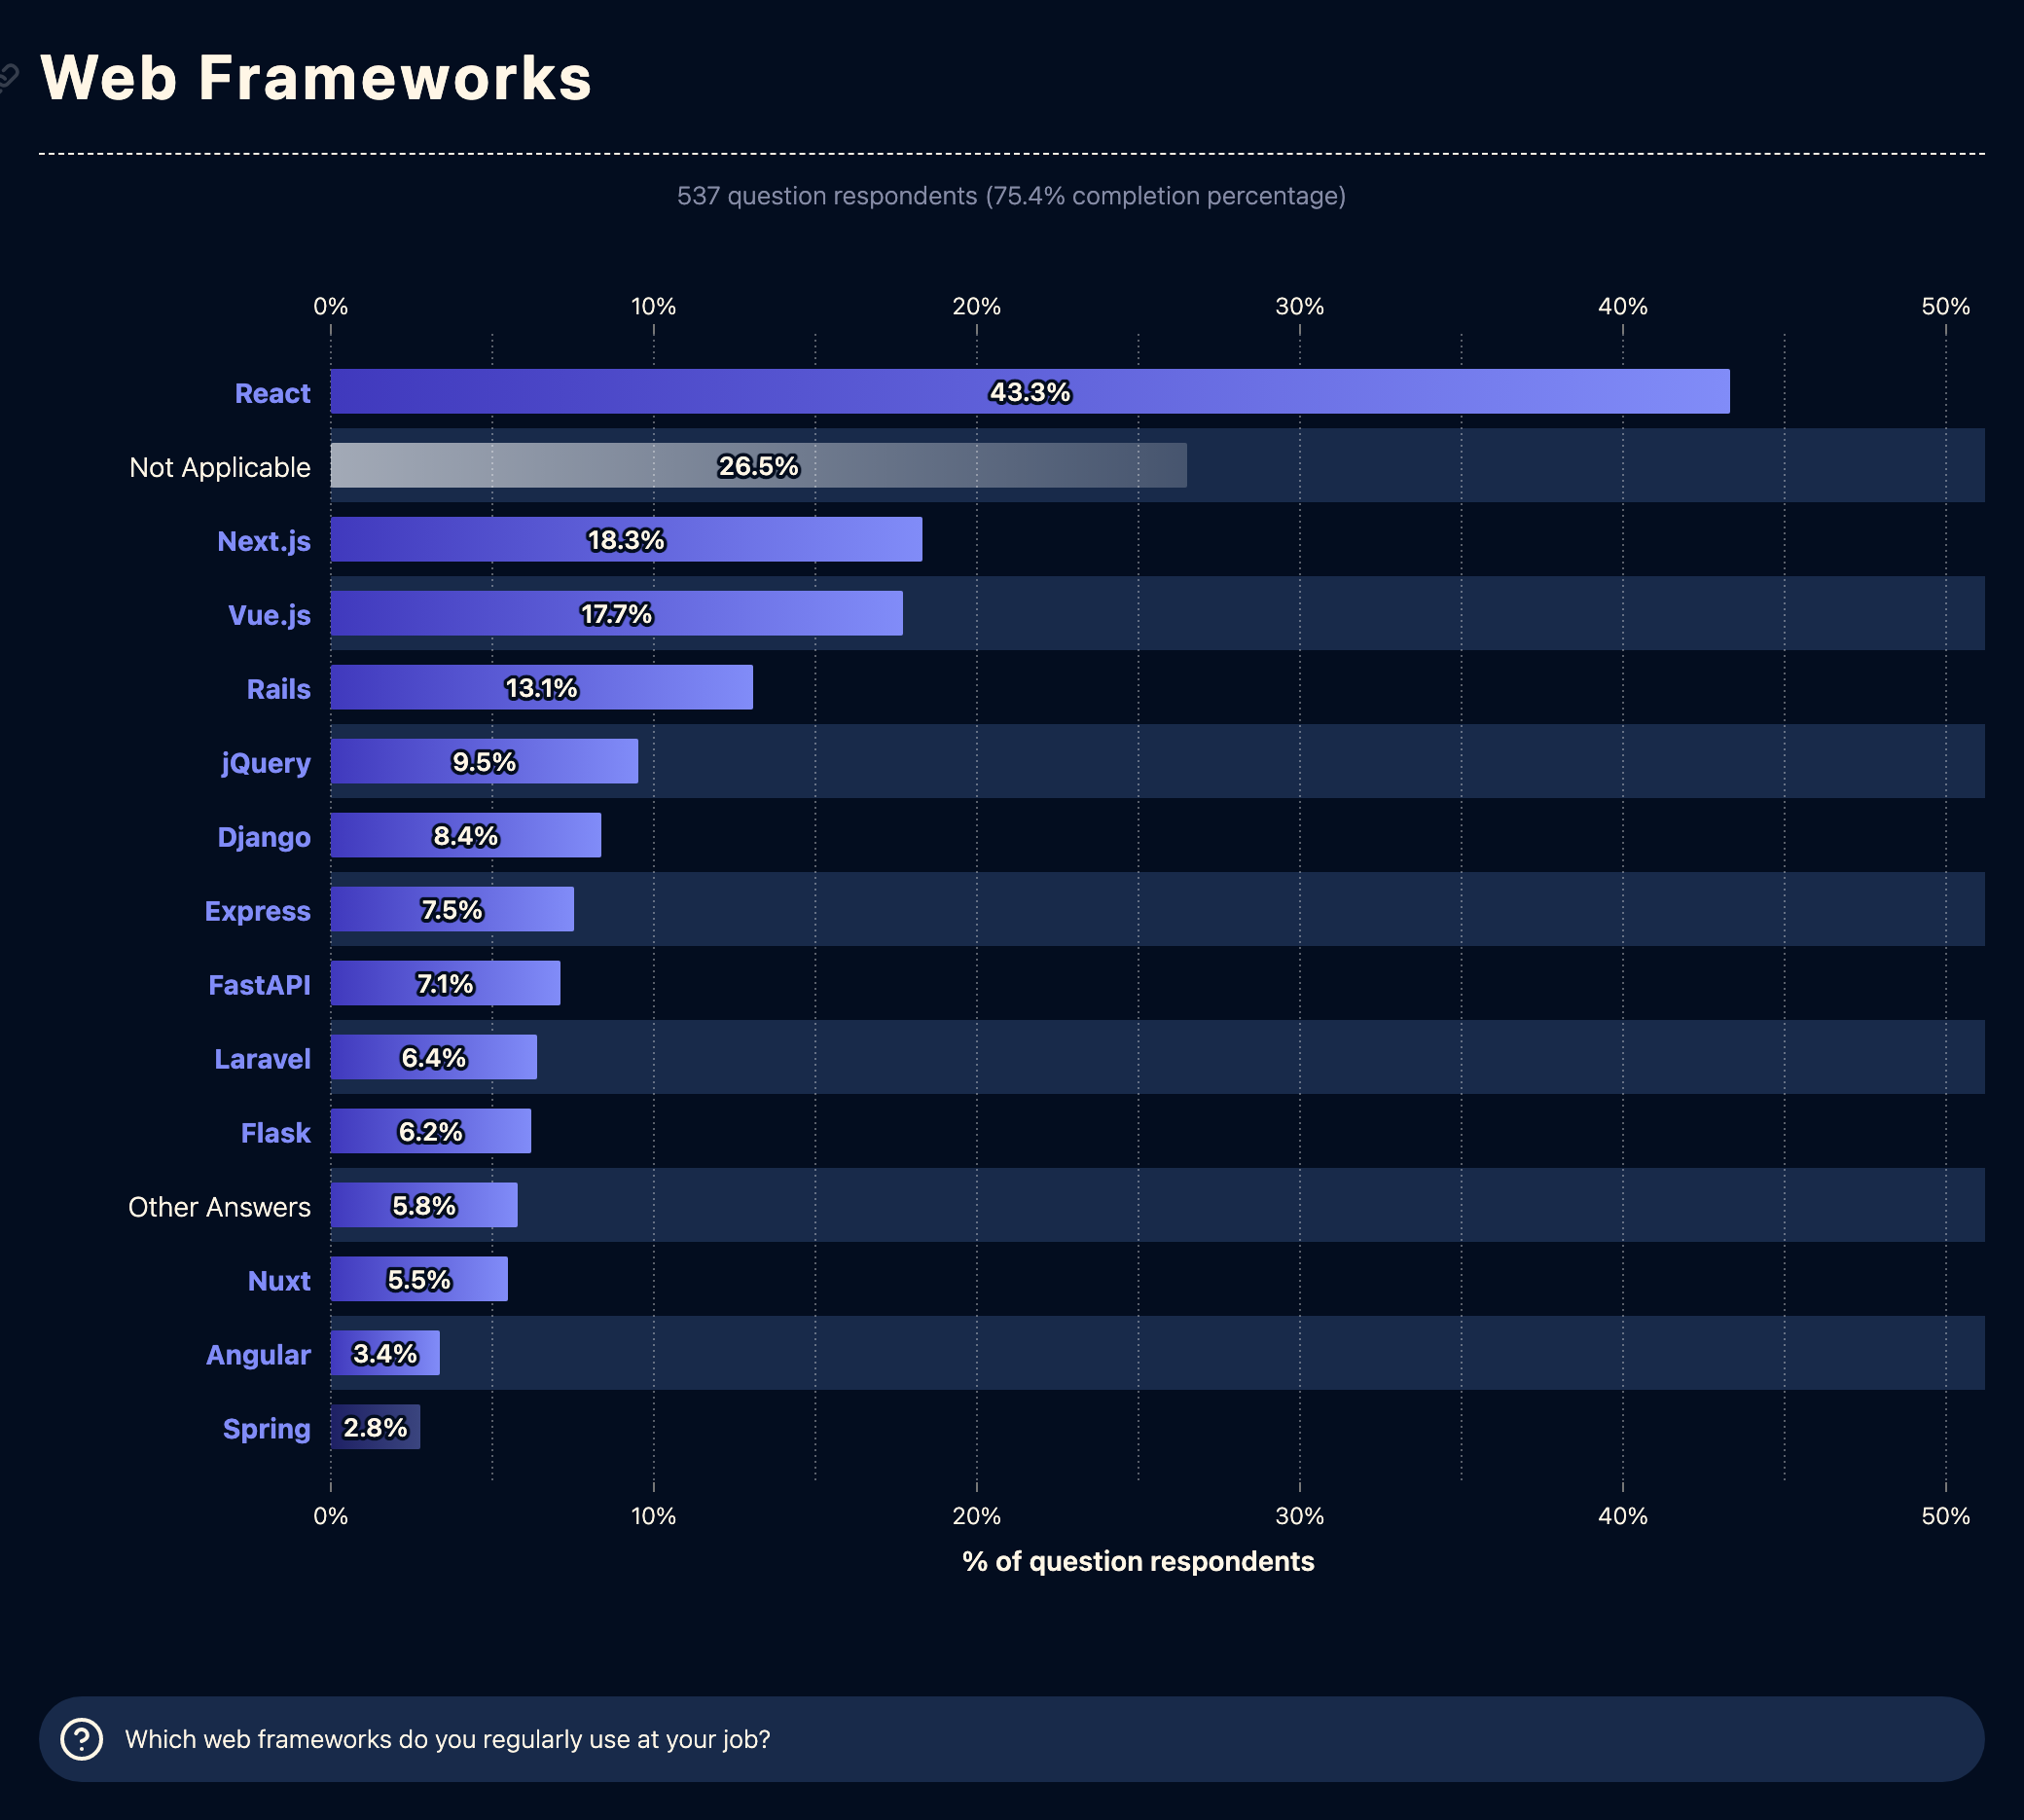 Web Frameworks
537 question respondents (75.4% completion percentage)
0% 10% 20% 30% 40% 50%
React 43.3%
Not Applicable 26.5%
Next.js 18.3%
Vue.js 17.7%
Rails 13.1%
jQuery 9.5%
Django 8.4%
Express 7.5%
FastAPI 7.1%
Laravel 6.4%
Flask 6.2%
Other Answers 5.8%
Nuxt 5.5%
Angular 3.4%
Spring 2.8%
0% 10% 20% 30% 40% 50%
% of question respondents
? Which web frameworks do you regularly use at your job?